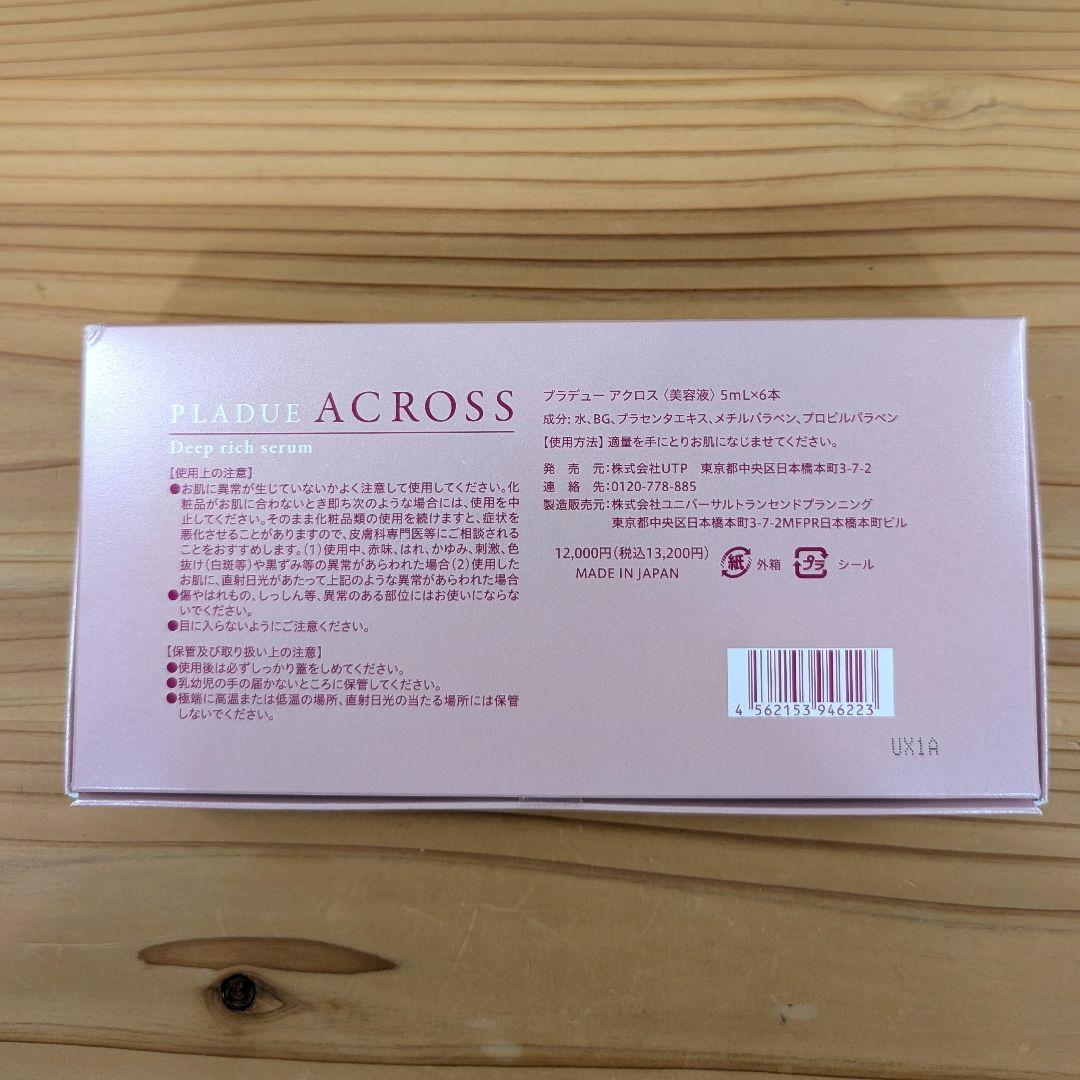 PLADUE ACROSS
Deep rich serum
【使用上の注意】
●お肌に異常が生じていないかよく注意して使用してください。化
粧品がお肌に合わないとき即ち次のような場合には、使用を中
止してください。そのまま化粧品類の使用を続けますと、症状を
悪化させることがありますので、皮膚科専門医等にご相談される
ことをおすすめします。(1)使用中、赤味、はれ、かゆみ、刺激、色
抜け(白斑等)や黒ずみ等の異常があらわれた場合(2)使用した
お肌に、直射日光があたって上記のような異常があらわれた場合
●傷やはれもの、しっしん等、異常のある部位にはお使いにならな
いでください。
●目に入らないようにご注意ください。
【保管及び取り扱い上の注意】
●使用後は必ずしっかり蓋をしめてください。
●乳幼児の手の届かないところに保管してください。
●極端に高温または低温の場所、直射日光の当たる場所には保管
しないでください。
プラデュー アクロス〈美容液〉5mL×6本
成分:水、BG、プラセンタエキス、メチルパラベン、プロピルパラベン
【使用方法】適量を手にとりお肌になじませてください。
発売元:株式会社UTP 東京都中央区日本橋本町3-7-2
連絡先:0120-778-885
製造販売元:株式会社ユニバーサルトランセンドプランニング
東京都中央区日本橋本町3-7-2MFPR日本橋本町ビル
12,000円(税込13,200円)
MADE IN JAPAN
紙 外箱 プラ シール
4 562153 946223
UX1A